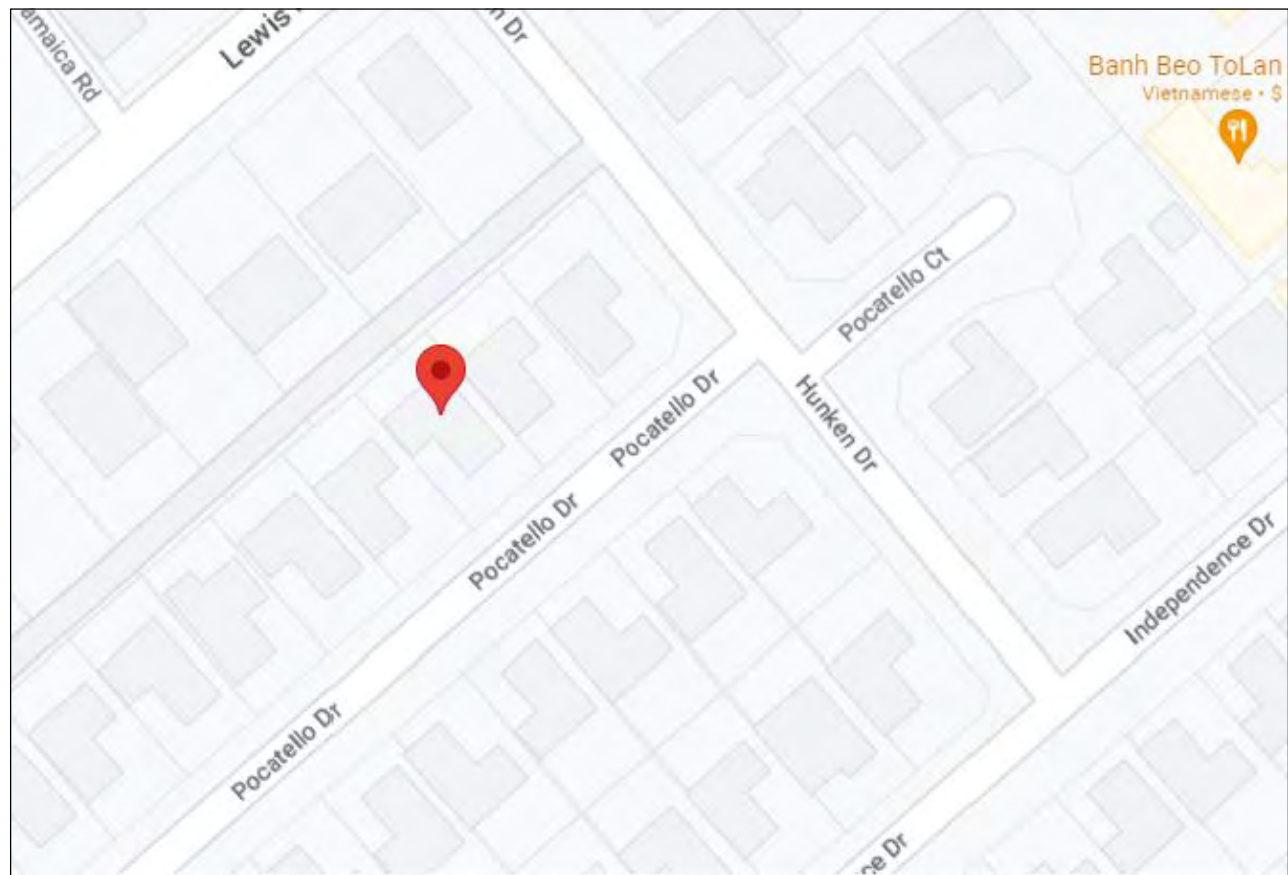 amaica Rd
Lewis
n Dr
Banh Beo ToLan
Vietnamese • $
Pocatello Ct
Pocatello Dr
Hunken Dr
Pocatello Dr
Independence Dr
Pocatello Dr
ce Dr